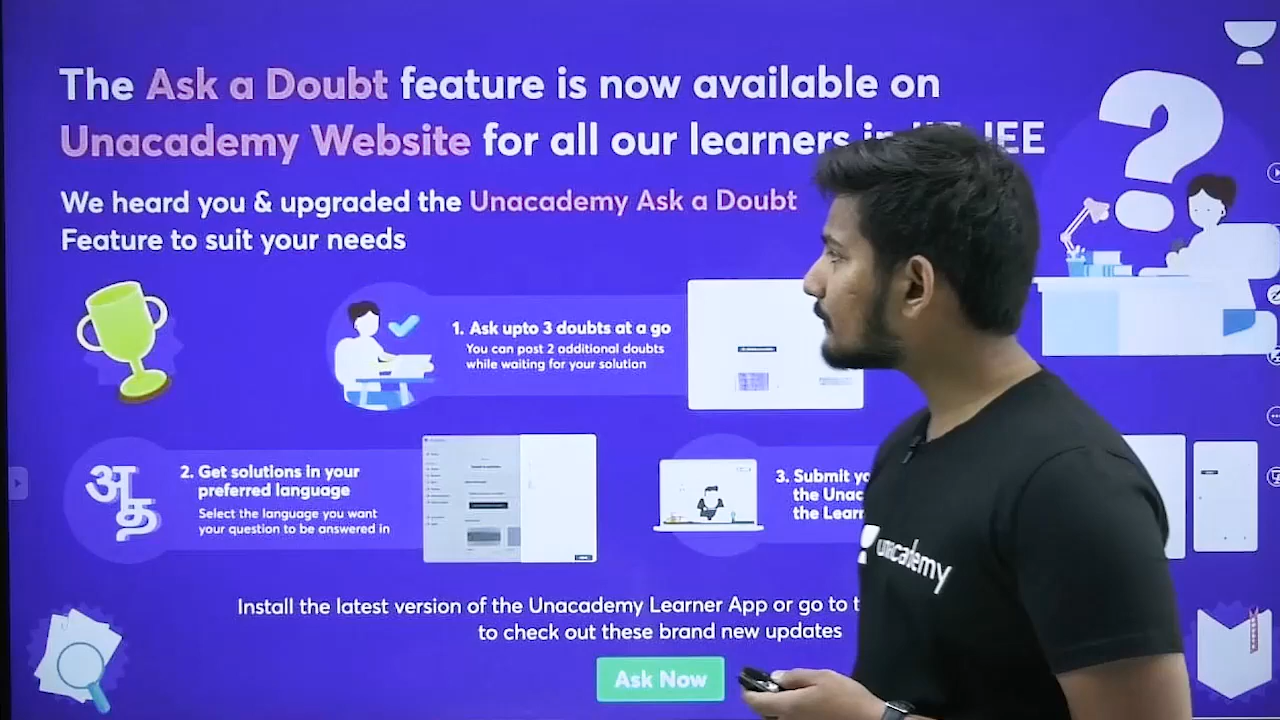 The Ask a Doubt feature is now available on
Unacademy Website for all our learners in IIT JEE
We heard you & upgraded the Unacademy Ask a Doubt
Feature to suit your needs
1. Ask upto 3 doubts at a go
You can post 2 additional doubts
while waiting for your solution
2. Get solutions in your
preferred language
Select the language you want
your question to be answered in
3. Submit
the
the
Install the latest version of the Unacademy Learner App or go to
to check out these brand new updates
Ask Now
unacademy